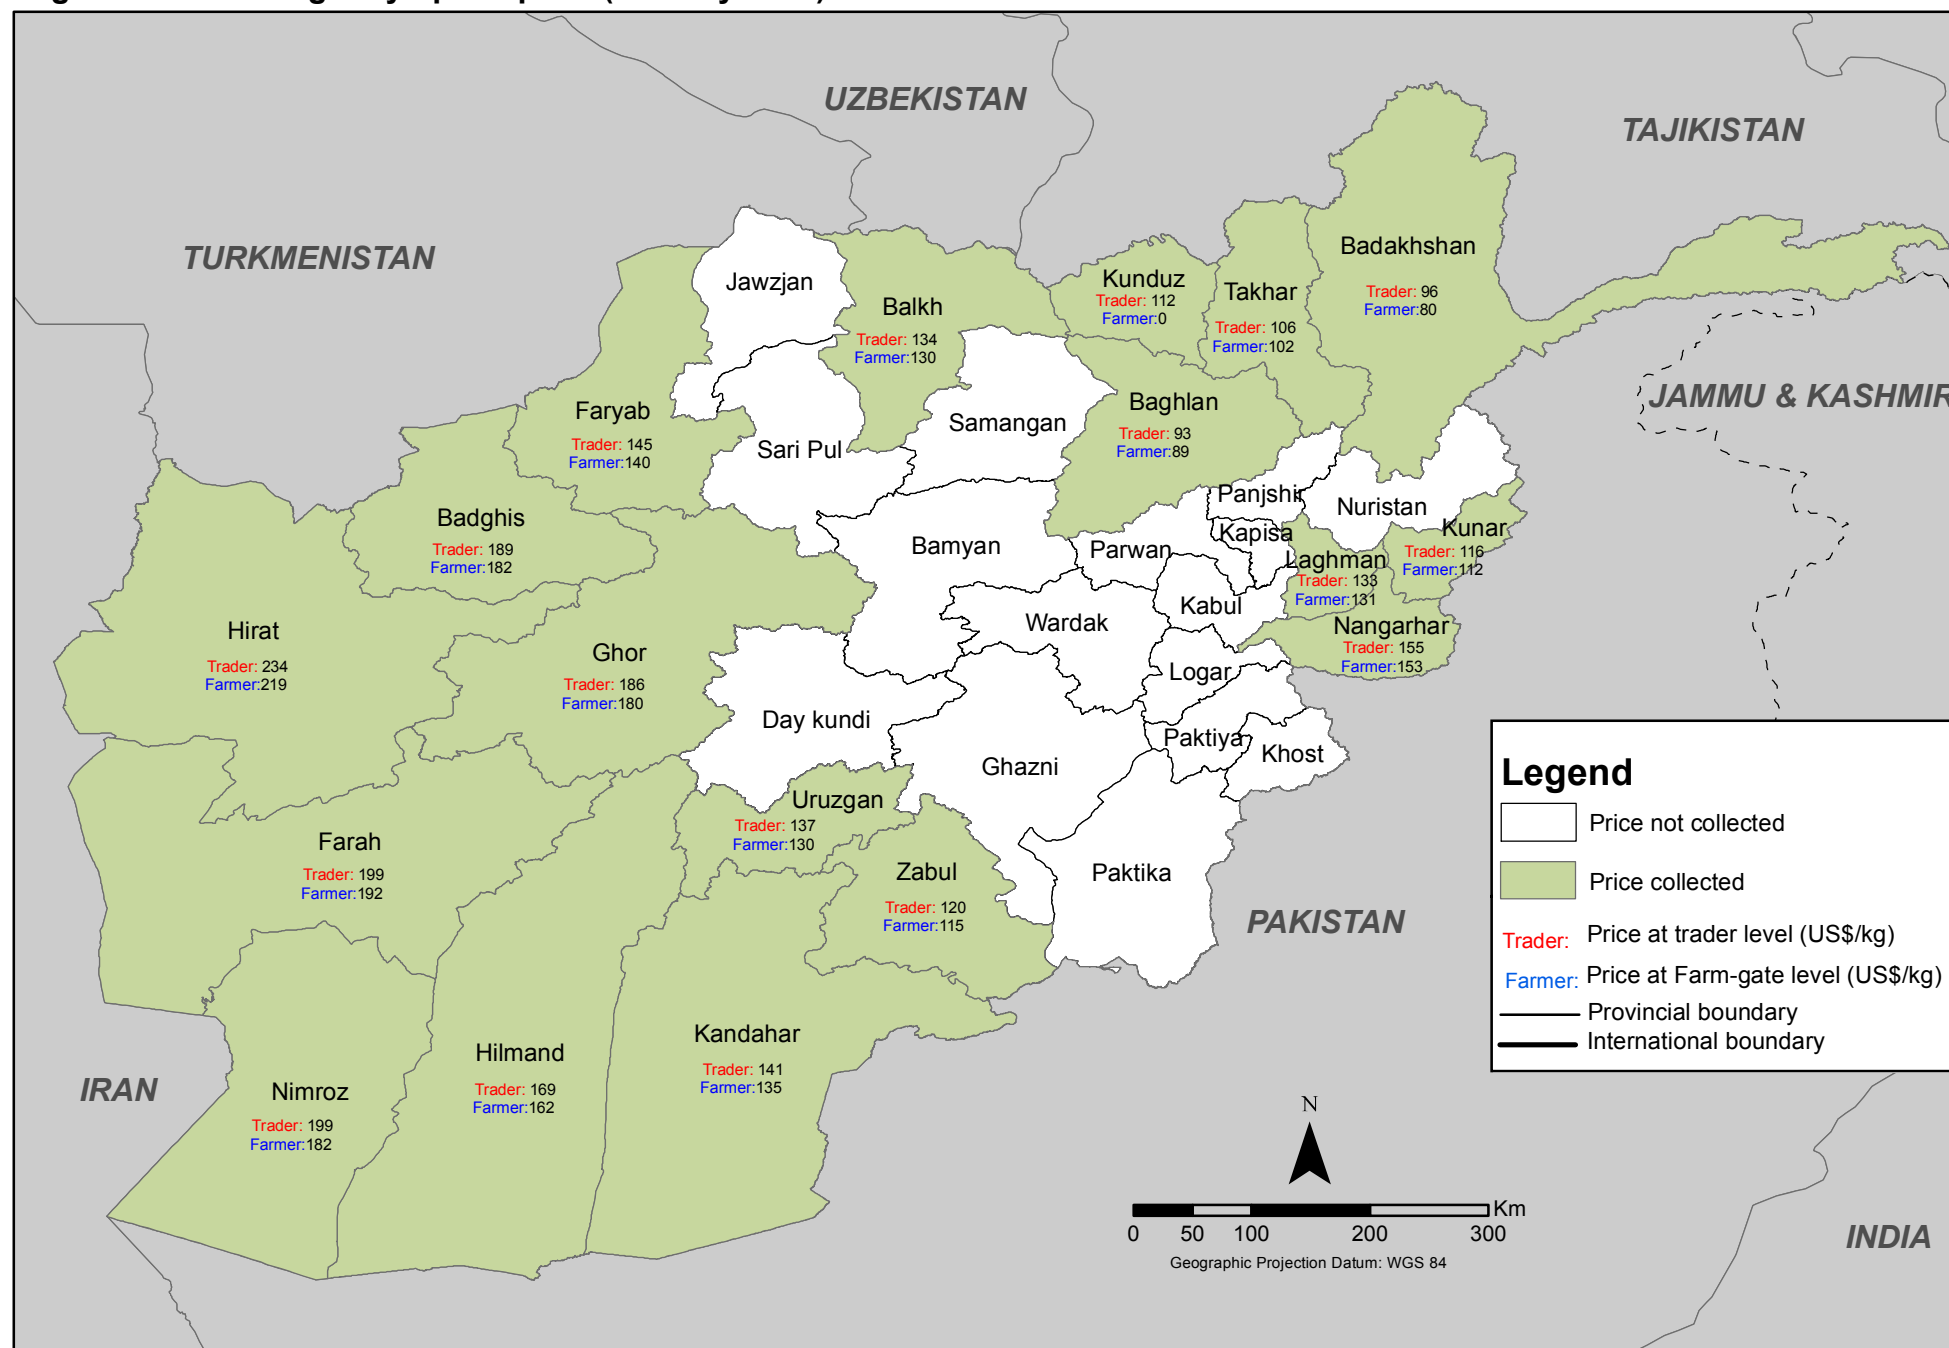 UZBEKISTAN
TAJIKISTAN
TURKMENISTAN
Badakhshan
Trader: 96
Farmer:80
Jawzjan
Kunduz
Trader: 112
Farmer:0
Takhar
Trader: 106
Farmer:102
Balkh
Trader: 134
Farmer:130
JAMMU & KASHMIR
Faryab
Trader: 145
Farmer:140
Samangan
Baghlan
Trader: 93
Farmer:89
Sari Pul
Panjshir
Nuristan
Badghis
Trader: 189
Farmer:182
Bamyan
Parwan
Kapisa
Kunar
Trader: 116
Farmer:112
Laghman
Trader: 133
Farmer:131
Kabul
Wardak
Nangarhar
Trader: 155
Farmer:153
Hirat
Trader: 234
Farmer:219
Ghor
Trader: 186
Farmer:180
Logar
Day kundi
Paktiya
Khost
Ghazni
Uruzgan
Trader: 137
Farmer:130
Farah
Trader: 199
Farmer:192
Zabul
Trader: 120
Farmer:115
Paktika
PAKISTAN
Kandahar
Trader: 141
Farmer:135
Hilmand
Trader: 169
Farmer:162
IRAN
Nimroz
Trader: 199
Farmer:182
Legend
Price not collected
Price collected
Trader: Price at trader level (US$/kg)
Farmer: Price at Farm-gate level (US$/kg)
Provincial boundary
International boundary
N
Km
0 50 100 200 300
Geographic Projection Datum: WGS 84
INDIA